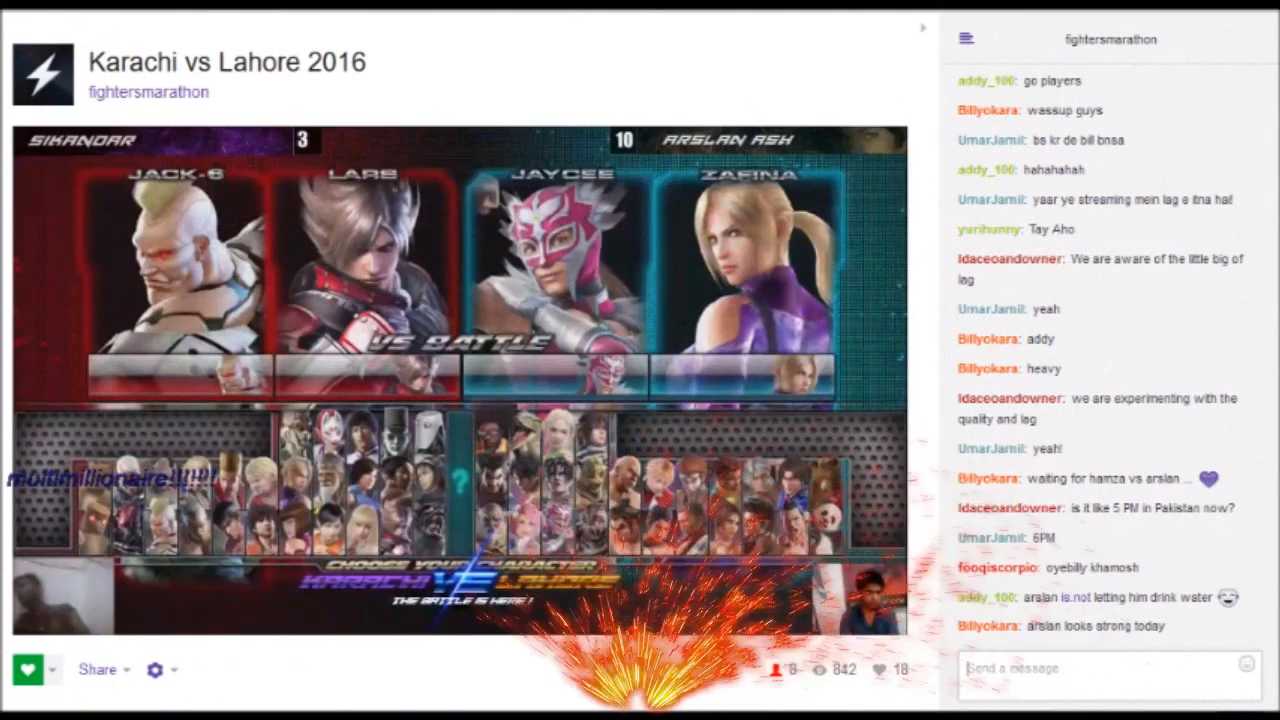 Karachi vs Lahore 2016
fightersmarathon
SIKANDAR 3 10 ARSLAN ASH
JACK-6 LARS JAYCEE ZAFINA
VS BATTLE
?
multimillionaire!!!!!!!
CHOOSE YOUR CHARACTER
KARACHI VS LAHORE
THE BATTLE IS HERE !
Share
8 842 18
fightersmarathon
addy_100: go players
Billyokara: wassup guys
UmarJamil: bs kr de bill bnsa
addy_100: hahahahah
UmarJamil: yaar ye streaming mein lag e itna hai!
yurihunny: Tay Aho
Idaceoandowner: We are aware of the little big of
lag
UmarJamil: yeah
Billyokara: addy
Billyokara: heavy
Idaceoandowner: we are experimenting with the
quality and lag
UmarJamil: yeah!
Billyokara: waiting for hamza vs arslan ...
Idaceoandowner: is it like 5 PM in Pakistan now?
UmarJamil: 6PM
fooqiscorpio: oyebilly khamosh
addy_100: arslan is.not letting him drink water
Billyokara: arslan looks strong today
Send a message